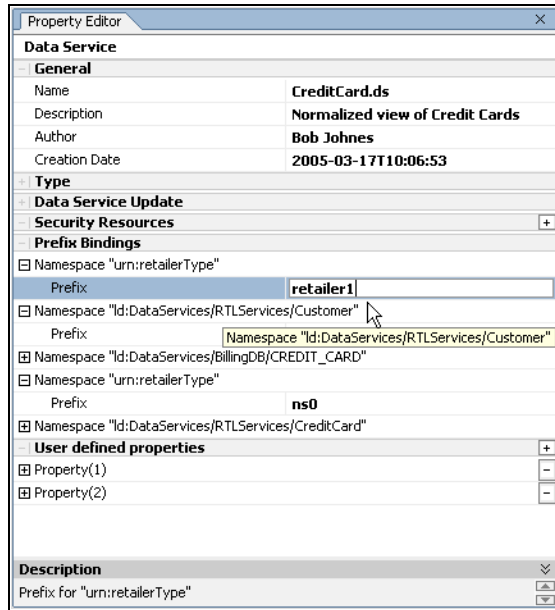 Property Editor
Data Service
General
Name CreditCard.ds
Description Normalized view of Credit Cards
Author Bob Johnes
Creation Date 2005-03-17T10:06:53
Type
Data Service Update
Security Resources
Prefix Bindings
Namespace "urn:retailerType"
Prefix retailer1
Namespace "ld:DataServices/RTLServices/Customer"
Prefix
Namespace "ld:DataServices/RTLServices/Customer"
Namespace "ld:DataServices/BillingDB/CREDIT_CARD"
Namespace "urn:retailerType"
Prefix ns0
Namespace "ld:DataServices/RTLServices/CreditCard"
User defined properties
Property(1)
Property(2)
Description
Prefix for "urn:retailerType"